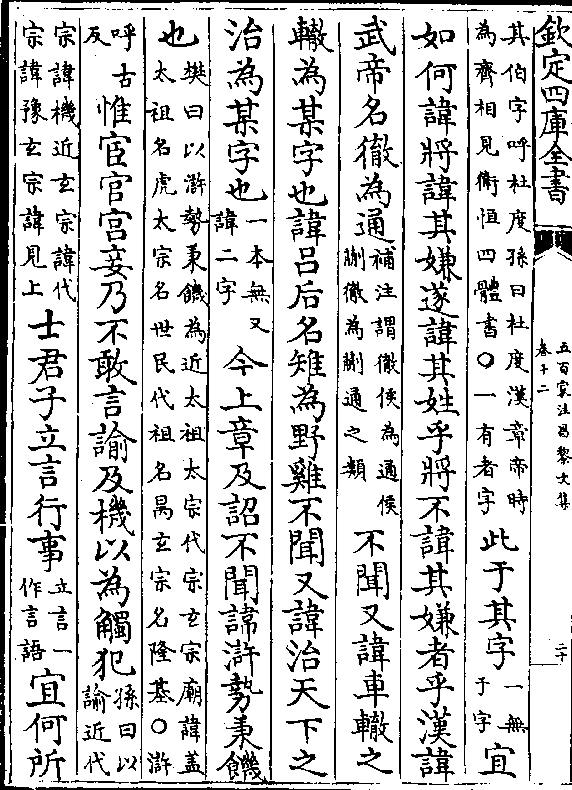 欽定四庫全書
五百家注昌黎文集
卷十二
二十
其伯字呼杜度孫曰杜度漢章帝時
為齊相見衛恒四體書○一有者字
此于其字
一無
于字
宜
如何諱將諱其嫌遂諱其姓乎將不諱其嫌者乎漢諱
武帝名徹為通
補注謂徹侯為通侯
蒯徹為蒯通之類
不聞又諱車轍之
轍為某字也諱呂后名雉為野雞不聞又諱治天下之
治為某字也
一本無又
諱二字
今上章及詔不聞諱滸勢秉饑
也
樊曰以滸勢秉饑為近太祖太宗代宗玄宗廟諱蓋
太祖名虎太宗名世民代祖名昺玄宗名隆基○滸
呼古
反
惟宦官宮妾乃不敢言諭及機以為觸犯
孫曰以
諭近代
宗諱機近玄宗諱代
宗諱豫玄宗諱見上
士君子立言行事
立言一
作言語
宜何所